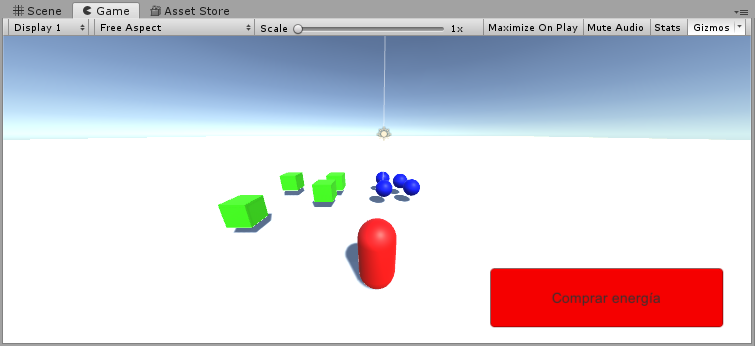 Scene Game Asset Store
Display 1 Free Aspect Scale 1x Maximize On Play Mute Audio Stats Gizmos
Comprar energía